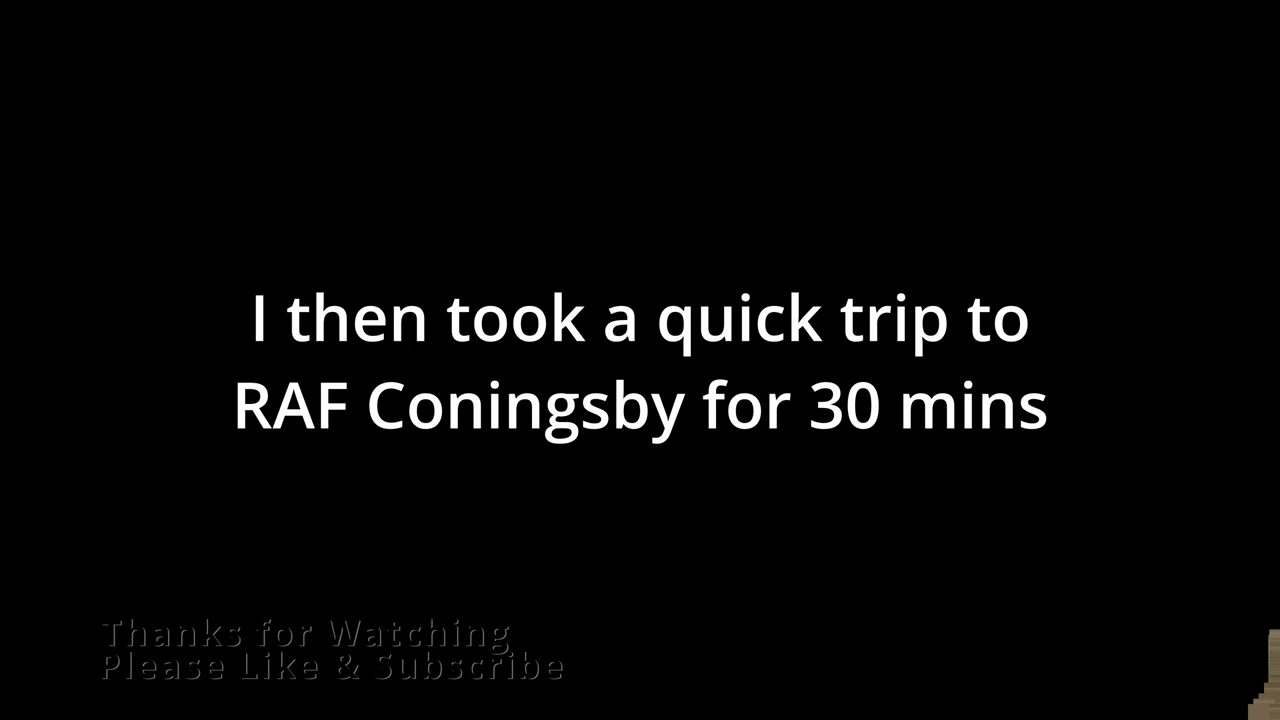 I then took a quick trip to
RAF Coningsby for 30 mins
Thanks for Watching
Please Like & Subscribe